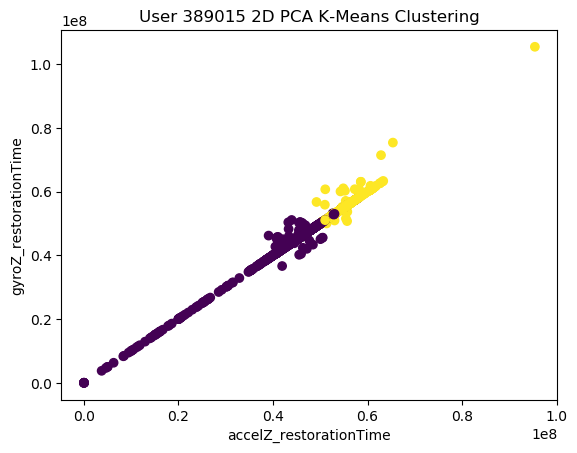 User 389015 2D PCA K-Means Clustering
1e8
1.0
0.8
0.6
0.4
0.2
0.0
gyroZ_restorationTime
0.0 0.2 0.4 0.6 0.8 1.0
1e8
accelZ_restorationTime